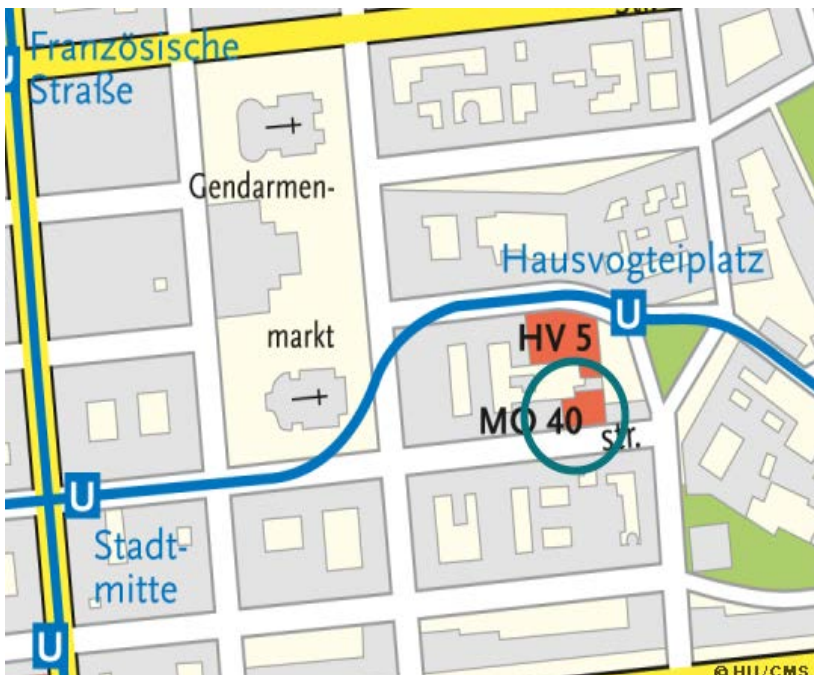 Französische
Straße
U
Gendarmen-
Hausvogteiplatz
U
markt
HV 5
MO 40
str.
U
Stadt-
mitte
U
© HU/CMS